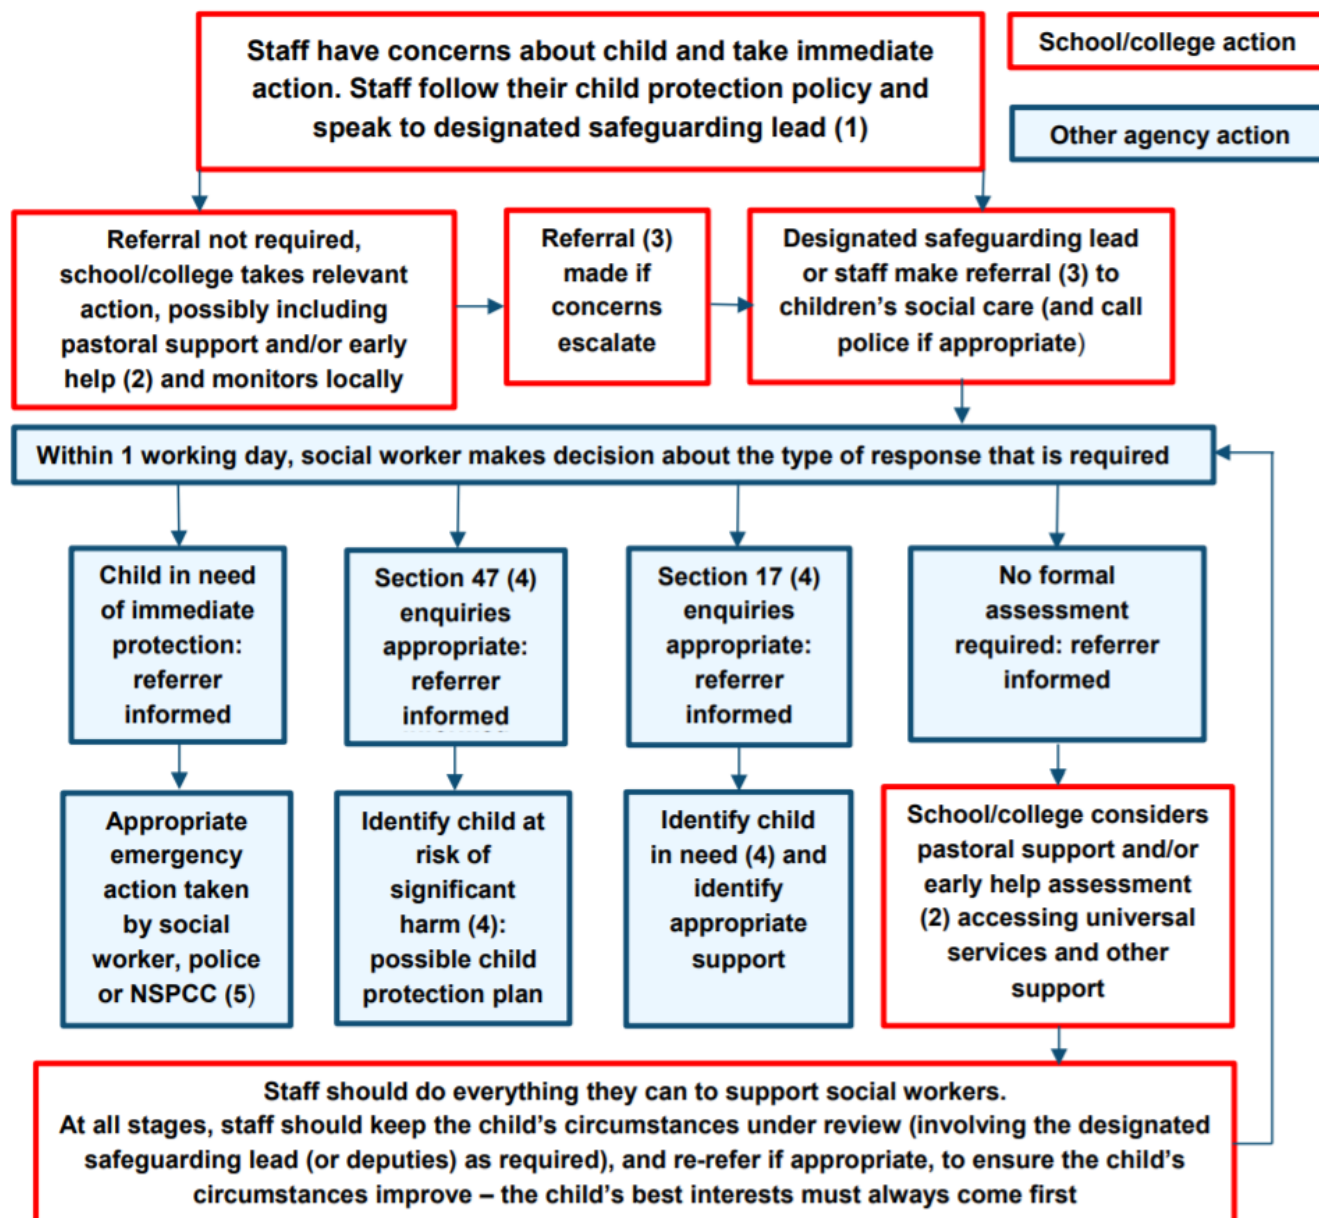 Staff have concerns about child and take immediate
action. Staff follow their child protection policy and
speak to designated safeguarding lead (1)
School/college action
Other agency action
Referral not required,
school/college takes relevant
action, possibly including
pastoral support and/or early
help (2) and monitors locally
Referral (3)
made if
concerns
escalate
Designated safeguarding lead
or staff make referral (3) to
children’s social care (and call
police if appropriate)
Within 1 working day, social worker makes decision about the type of response that is required
Child in need
of immediate
protection:
referrer
informed
Section 47 (4)
enquiries
appropriate:
referrer
informed
Section 17 (4)
enquiries
appropriate:
referrer
informed
No formal
assessment
required: referrer
informed
Appropriate
emergency
action taken
by social
worker, police
or NSPCC (5)
Identify child at
risk of
significant
harm (4):
possible child
protection plan
Identify child
in need (4) and
identify
appropriate
support
School/college considers
pastoral support and/or
early help assessment
(2) accessing universal
services and other
support
Staff should do everything they can to support social workers.
At all stages, staff should keep the child’s circumstances under review (involving the designated
safeguarding lead (or deputies) as required), and re-refer if appropriate, to ensure the child’s
circumstances improve – the child’s best interests must always come first